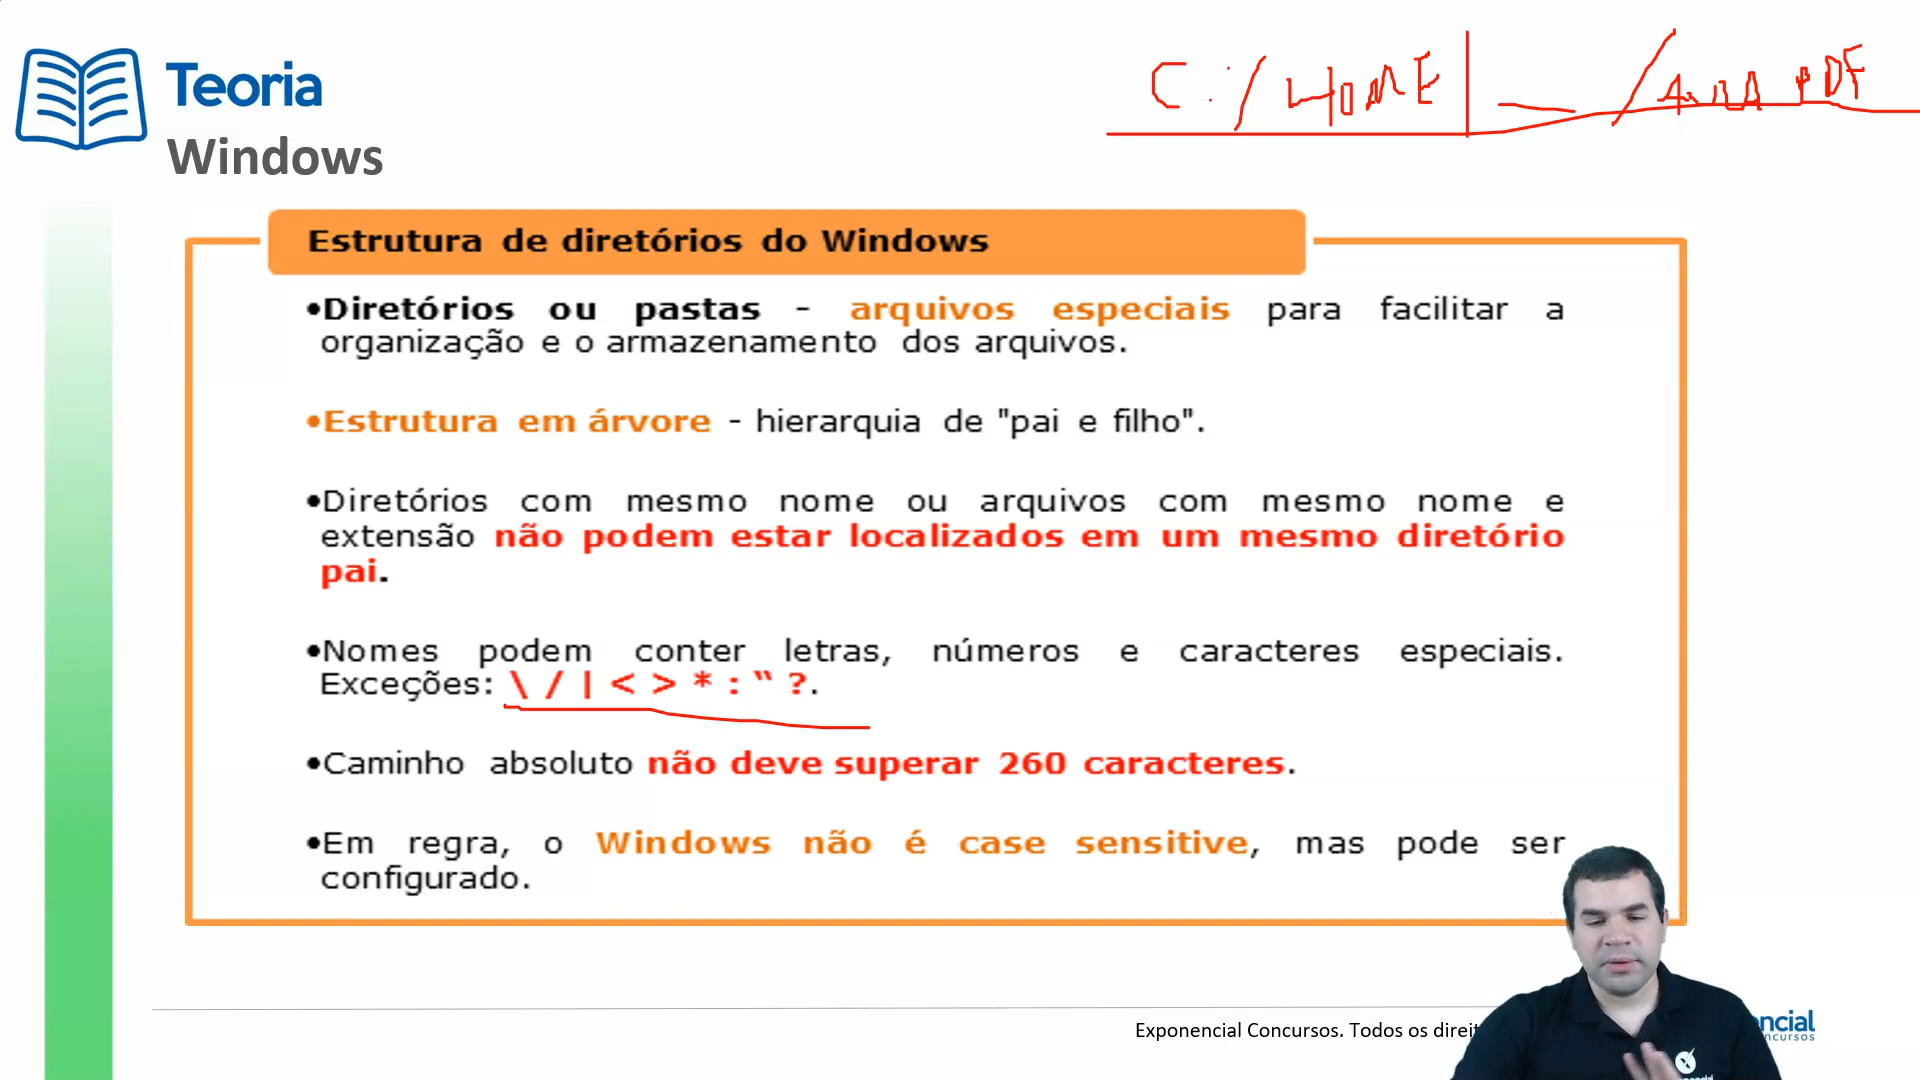 Teoria
Windows
C:/HOME|__/AULA PDF
Estrutura de diretórios do Windows
•Diretórios ou pastas - arquivos especiais para facilitar a
organização e o armazenamento dos arquivos.
•Estrutura em árvore - hierarquia de "pai e filho".
•Diretórios com mesmo nome ou arquivos com mesmo nome e
extensão não podem estar localizados em um mesmo diretório
pai.
•Nomes podem conter letras, números e caracteres especiais.
Exceções: \ / | < > * : “ ?.
•Caminho absoluto não deve superar 260 caracteres.
•Em regra, o Windows não é case sensitive, mas pode ser
configurado.
Exponencial Concursos. Todos os direit